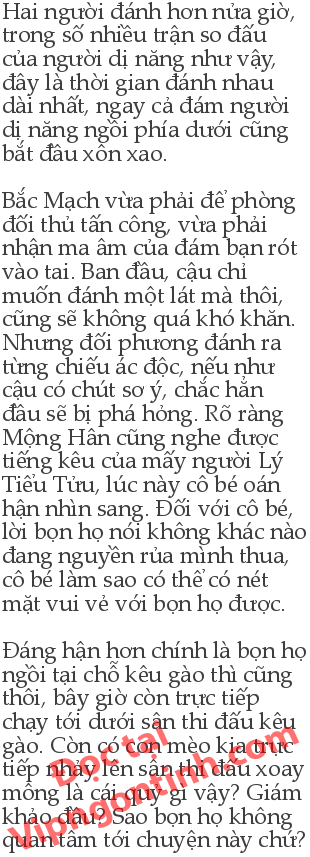 Hai người đánh hơn nửa giờ,
trong số nhiều trận so đấu
của người dị năng như vậy,
đây là thời gian đánh nhau
dài nhất, ngay cả đám người
dị năng ngồi phía dưới cũng
bắt đầu xôn xao.
Bắc Mạch vừa phải để phòng
đối thủ tấn công, vừa phải
nhận ma âm của đám bạn rót
vào tai. Ban đầu, cậu chỉ
muốn đánh một lát mà thôi,
cũng sẽ không quá khó khăn.
Nhưng đối phương đánh ra
từng chiếu ác độc, nếu như
cậu có chút sơ ý, chắc hẳn
đầu sẽ bị phá hỏng. Rõ ràng
Mộng Hân cũng nghe được
tiếng kêu của mấy người Lý
Tiểu Tửu, lúc này cô bé oán
hận nhìn sang. Đối với cô bé,
lời bọn họ nói không khác nào
đang nguyền rủa mình thua,
cô bé làm sao có thể có nét
mặt vui vẻ với bọn họ được.
Đáng hận hơn chính là bọn họ
ngồi tại chỗ kêu gào thì cũng
thôi, bây giờ còn trực tiếp
chạy tới dưới sân thi đấu kêu
gào. Còn có con mèo kia trực
tiếp nhảy lên sân thi đấu xoay
mông là cái quỷ gì vậy? Giám
khảo đâu? Sao bọn họ không
quan tâm tới chuyện này chứ?
Đọc tại
Vipngontinh.com